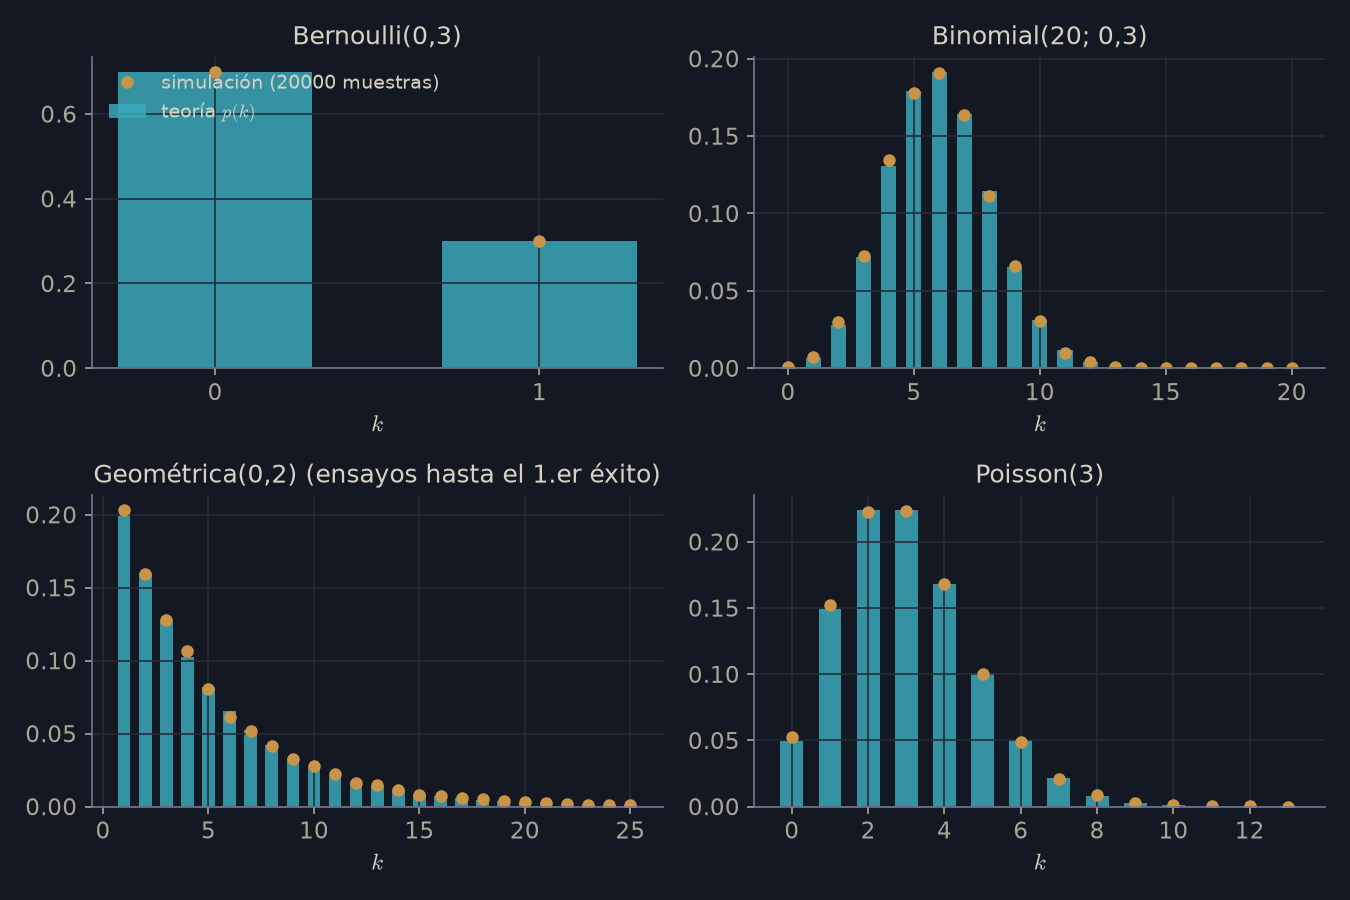 Bernoulli(0,3)
simulación (20000 muestras)
teoría p(k)
0.6
0.4
0.2
0.0
0 1
k
Binomial(20; 0,3)
0.20
0.15
0.10
0.05
0.00
0 5 10 15 20
k
Geométrica(0,2) (ensayos hasta el 1.er éxito)
0.20
0.15
0.10
0.05
0.00
0 5 10 15 20 25
k
Poisson(3)
0.20
0.15
0.10
0.05
0.00
0 2 4 6 8 10 12
k